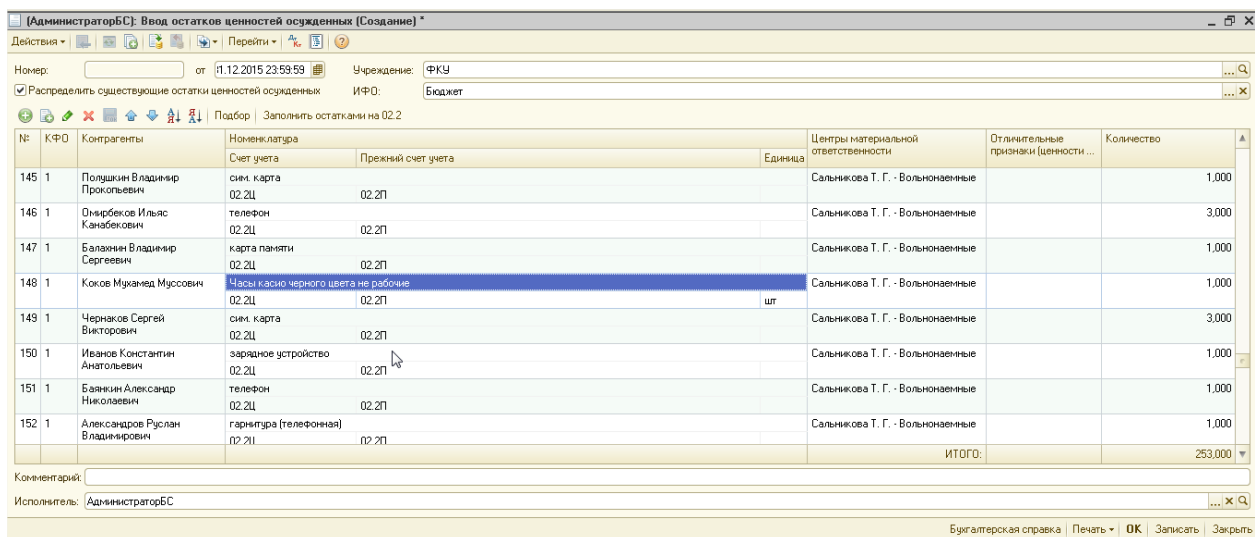 (АдминистраторБС): Ввод остатков ценностей осужденных (Создание) *
Действия Перейти Дт Кт
Номер: от 31.12.2015 23:59:59 Учреждение: ФКУ
Распределить существующие остатки ценностей осужденных ИФО: Бюджет
Подбор Заполнить остатками на 02.2
№ КФО Контрагенты Номенклатура Центры материальной ответственности Отличительные признаки (ценности ... Количество
Счет учета Прежний счет учета Единица
145 1 Полушкин Владимир Прокопьевич сим. карта Сальникова Т. Г. - Вольнонаемные 1,000
02.2Ц 02.2П
146 1 Омирбеков Ильяс Канабекович телефон Сальникова Т. Г. - Вольнонаемные 3,000
02.2Ц 02.2П
147 1 Балахнин Владимир Сергеевич карта памяти Сальникова Т. Г. - Вольнонаемные 1,000
02.2Ц 02.2П
148 1 Коков Мухамед Муссович Часы касио черного цвета не рабочие Сальникова Т. Г. - Вольнонаемные 1,000
02.2Ц 02.2П шт
149 1 Чернаков Сергей Викторович сим. карта Сальникова Т. Г. - Вольнонаемные 3,000
02.2Ц 02.2П
150 1 Иванов Константин Анатольевич зарядное устройство Сальникова Т. Г. - Вольнонаемные 1,000
02.2Ц 02.2П
151 1 Баянкин Александр Николаевич телефон Сальникова Т. Г. - Вольнонаемные 1,000
02.2Ц 02.2П
152 1 Александров Руслан Владимирович гарнитура (телефонная) Сальникова Т. Г. - Вольнонаемные 1,000
02.2Ц 02.2П
ИТОГО: 253,000
Комментарий:
Исполнитель: АдминистраторБС
Бухгалтерская справка Печать OK Записать Закрыть